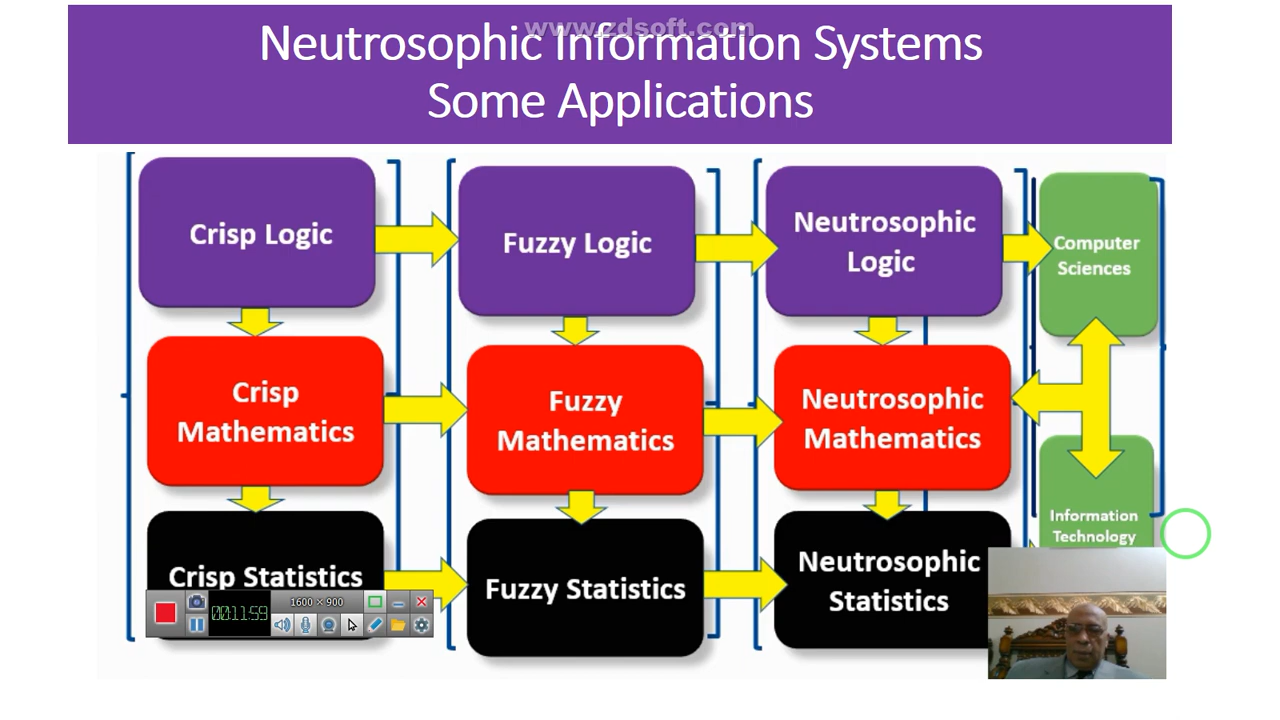 www.zdsoft.com
Neutrosophic Information Systems
Some Applications
Crisp Logic
Fuzzy Logic
Neutrosophic
Logic
Computer
Sciences
Crisp
Mathematics
Fuzzy
Mathematics
Neutrosophic
Mathematics
Information
Technology
Crisp Statistics
Fuzzy Statistics
Neutrosophic
Statistics
1600 × 900
00:11:59